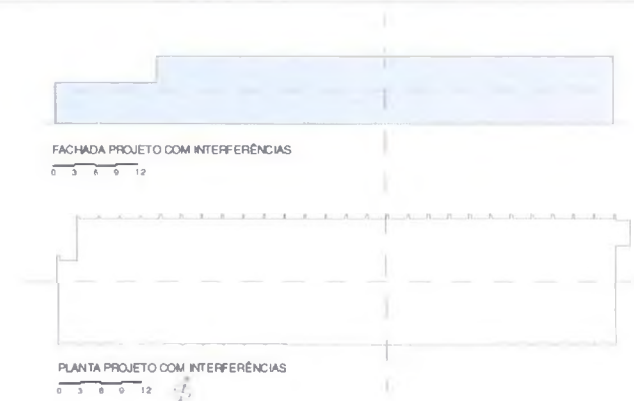 FACHADA PROJETO COM INTERFERÊNCIAS
0 3 6 9 12
PLANTA PROJETO COM INTERFERÊNCIAS
0 3 6 9 12